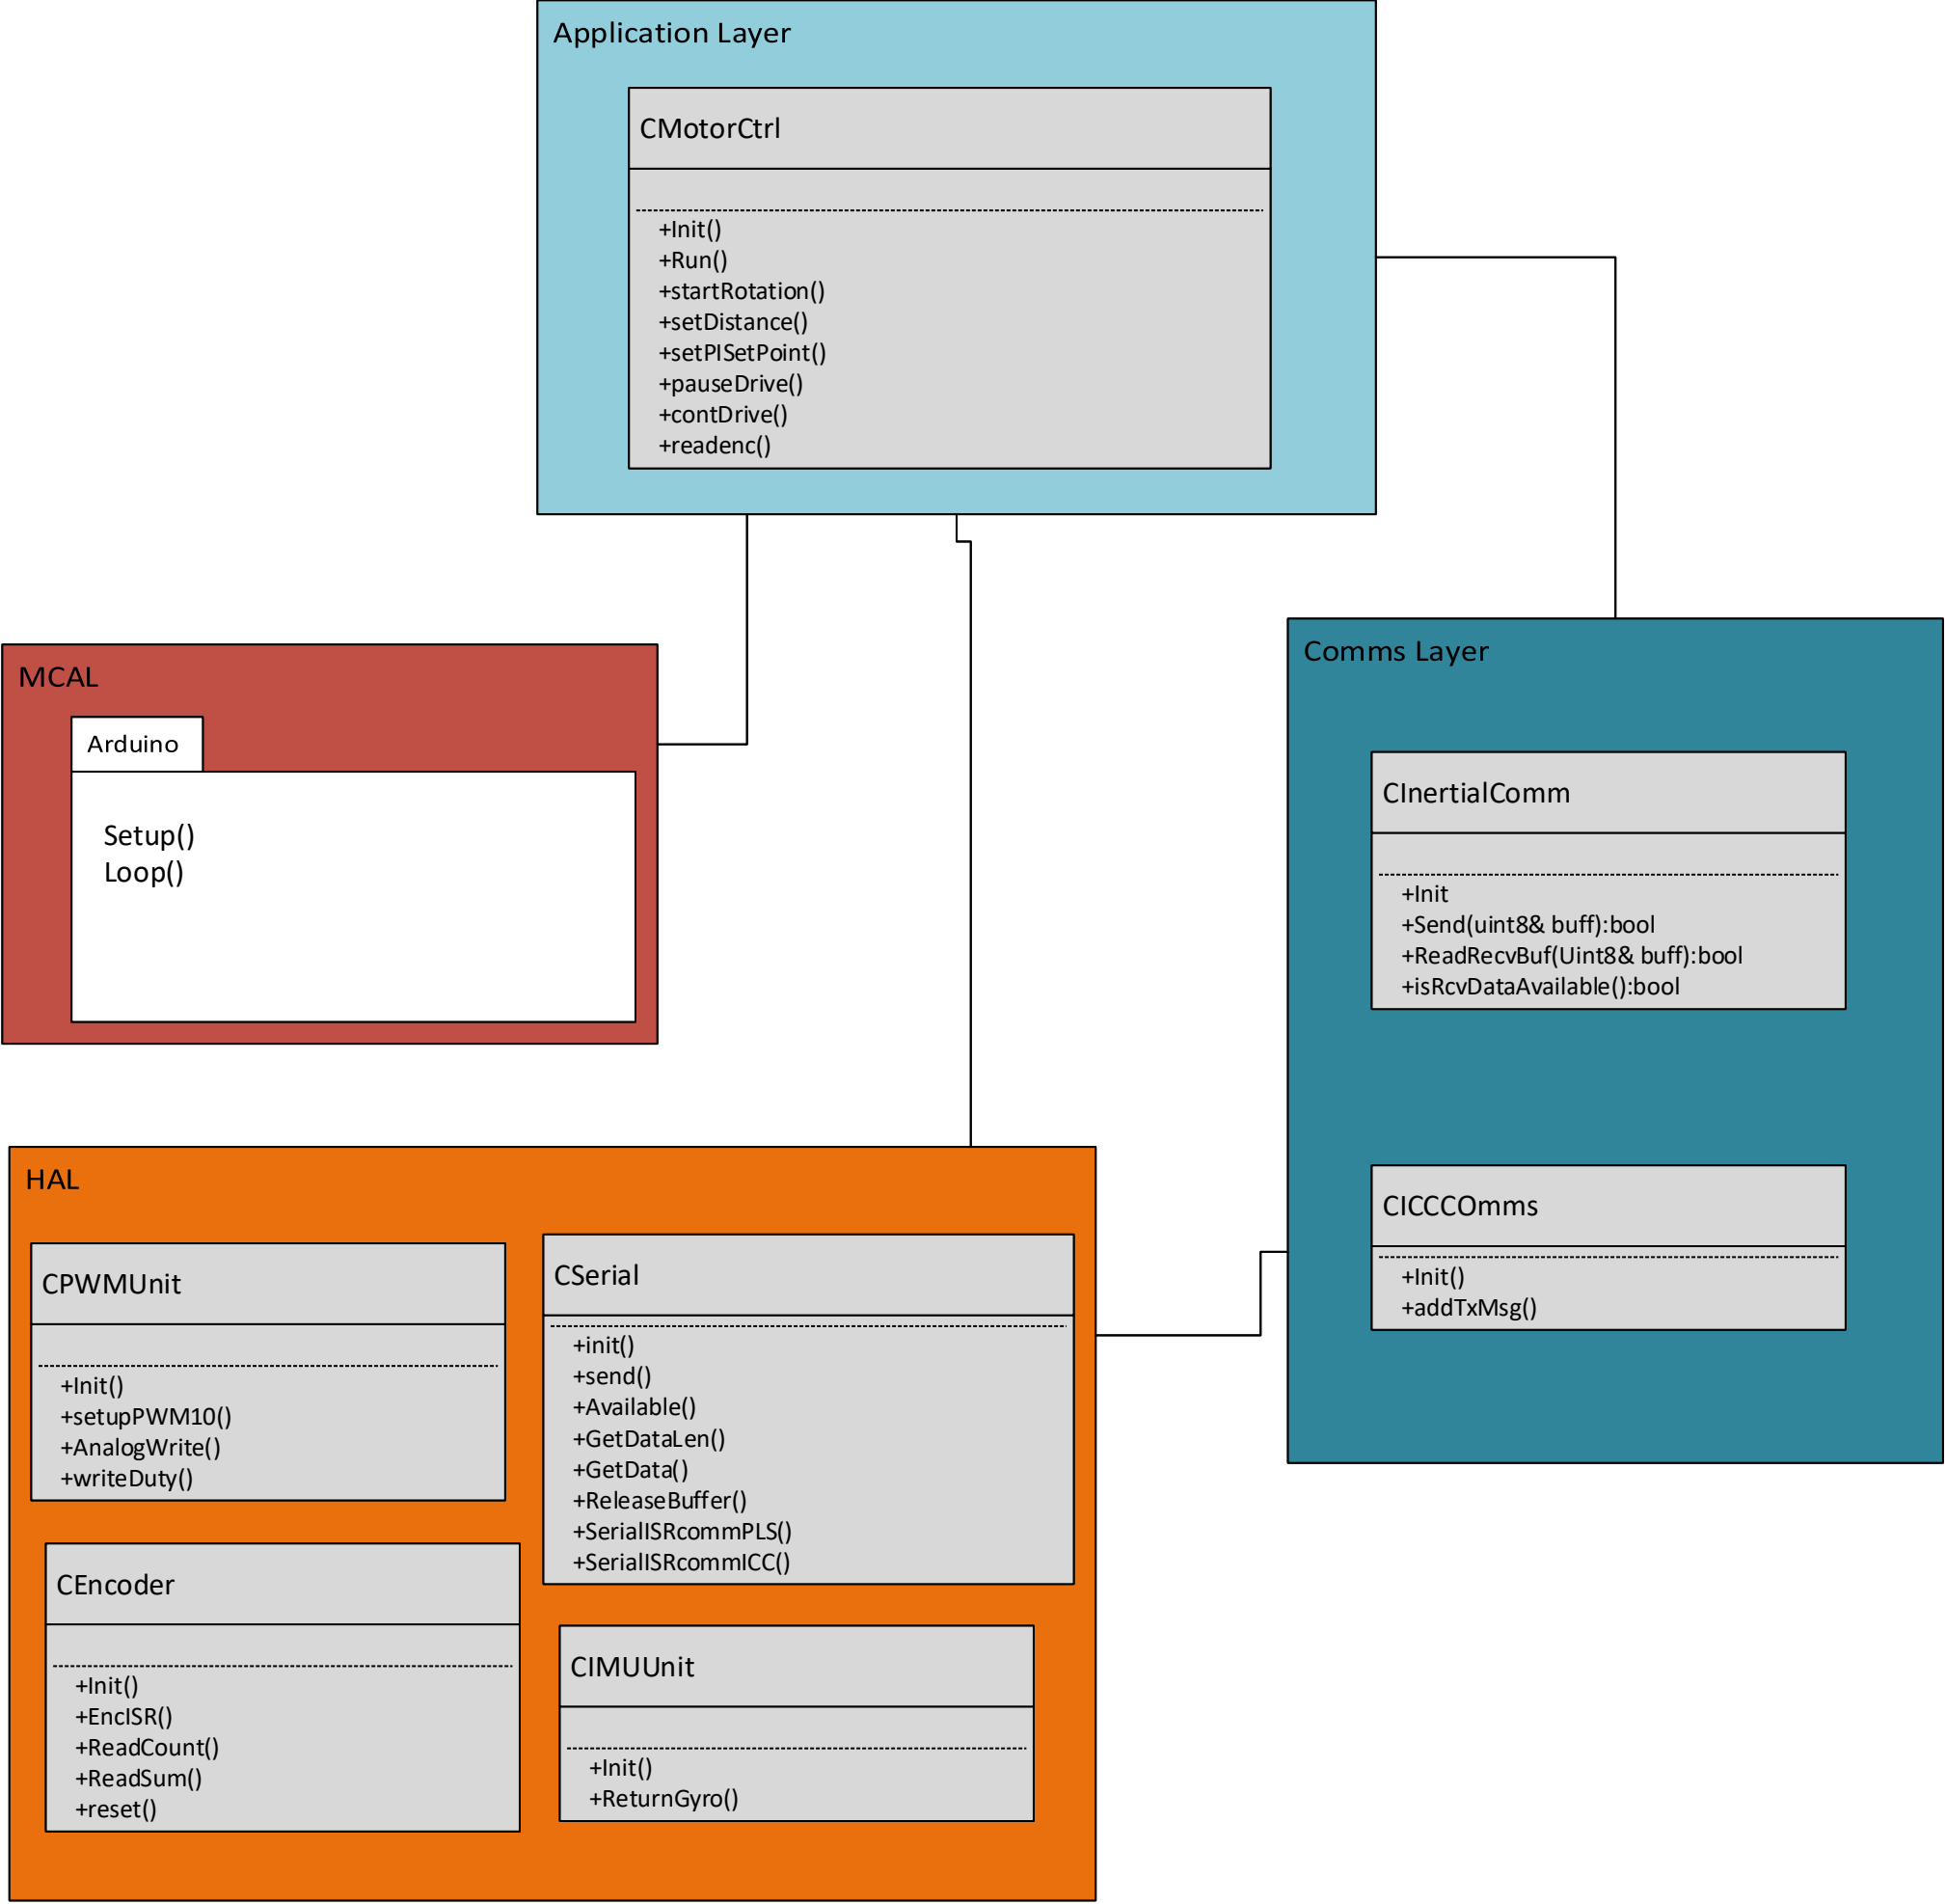 Application Layer
CMotorCtrl
+Init()
+Run()
+startRotation()
+setDistance()
+setPISetPoint()
+pauseDrive()
+contDrive()
+readenc()
MCAL
Arduino
Setup()
Loop()
Comms Layer
CInertialComm
+Init
+Send(uint8& buff):bool
+ReadRecvBuf(Uint8& buff):bool
+isRcvDataAvailable():bool
CICCCOmms
+Init()
+addTxMsg()
HAL
CPWMUnit
+Init()
+setupPWM10()
+AnalogWrite()
+writeDuty()
CSerial
+init()
+send()
+Available()
+GetDataLen()
+GetData()
+ReleaseBuffer()
+SerialISRcommPLS()
+SerialISRcommICC()
CEncoder
+Init()
+EncISR()
+ReadCount()
+ReadSum()
+reset()
CIMUUnit
+Init()
+ReturnGyro()